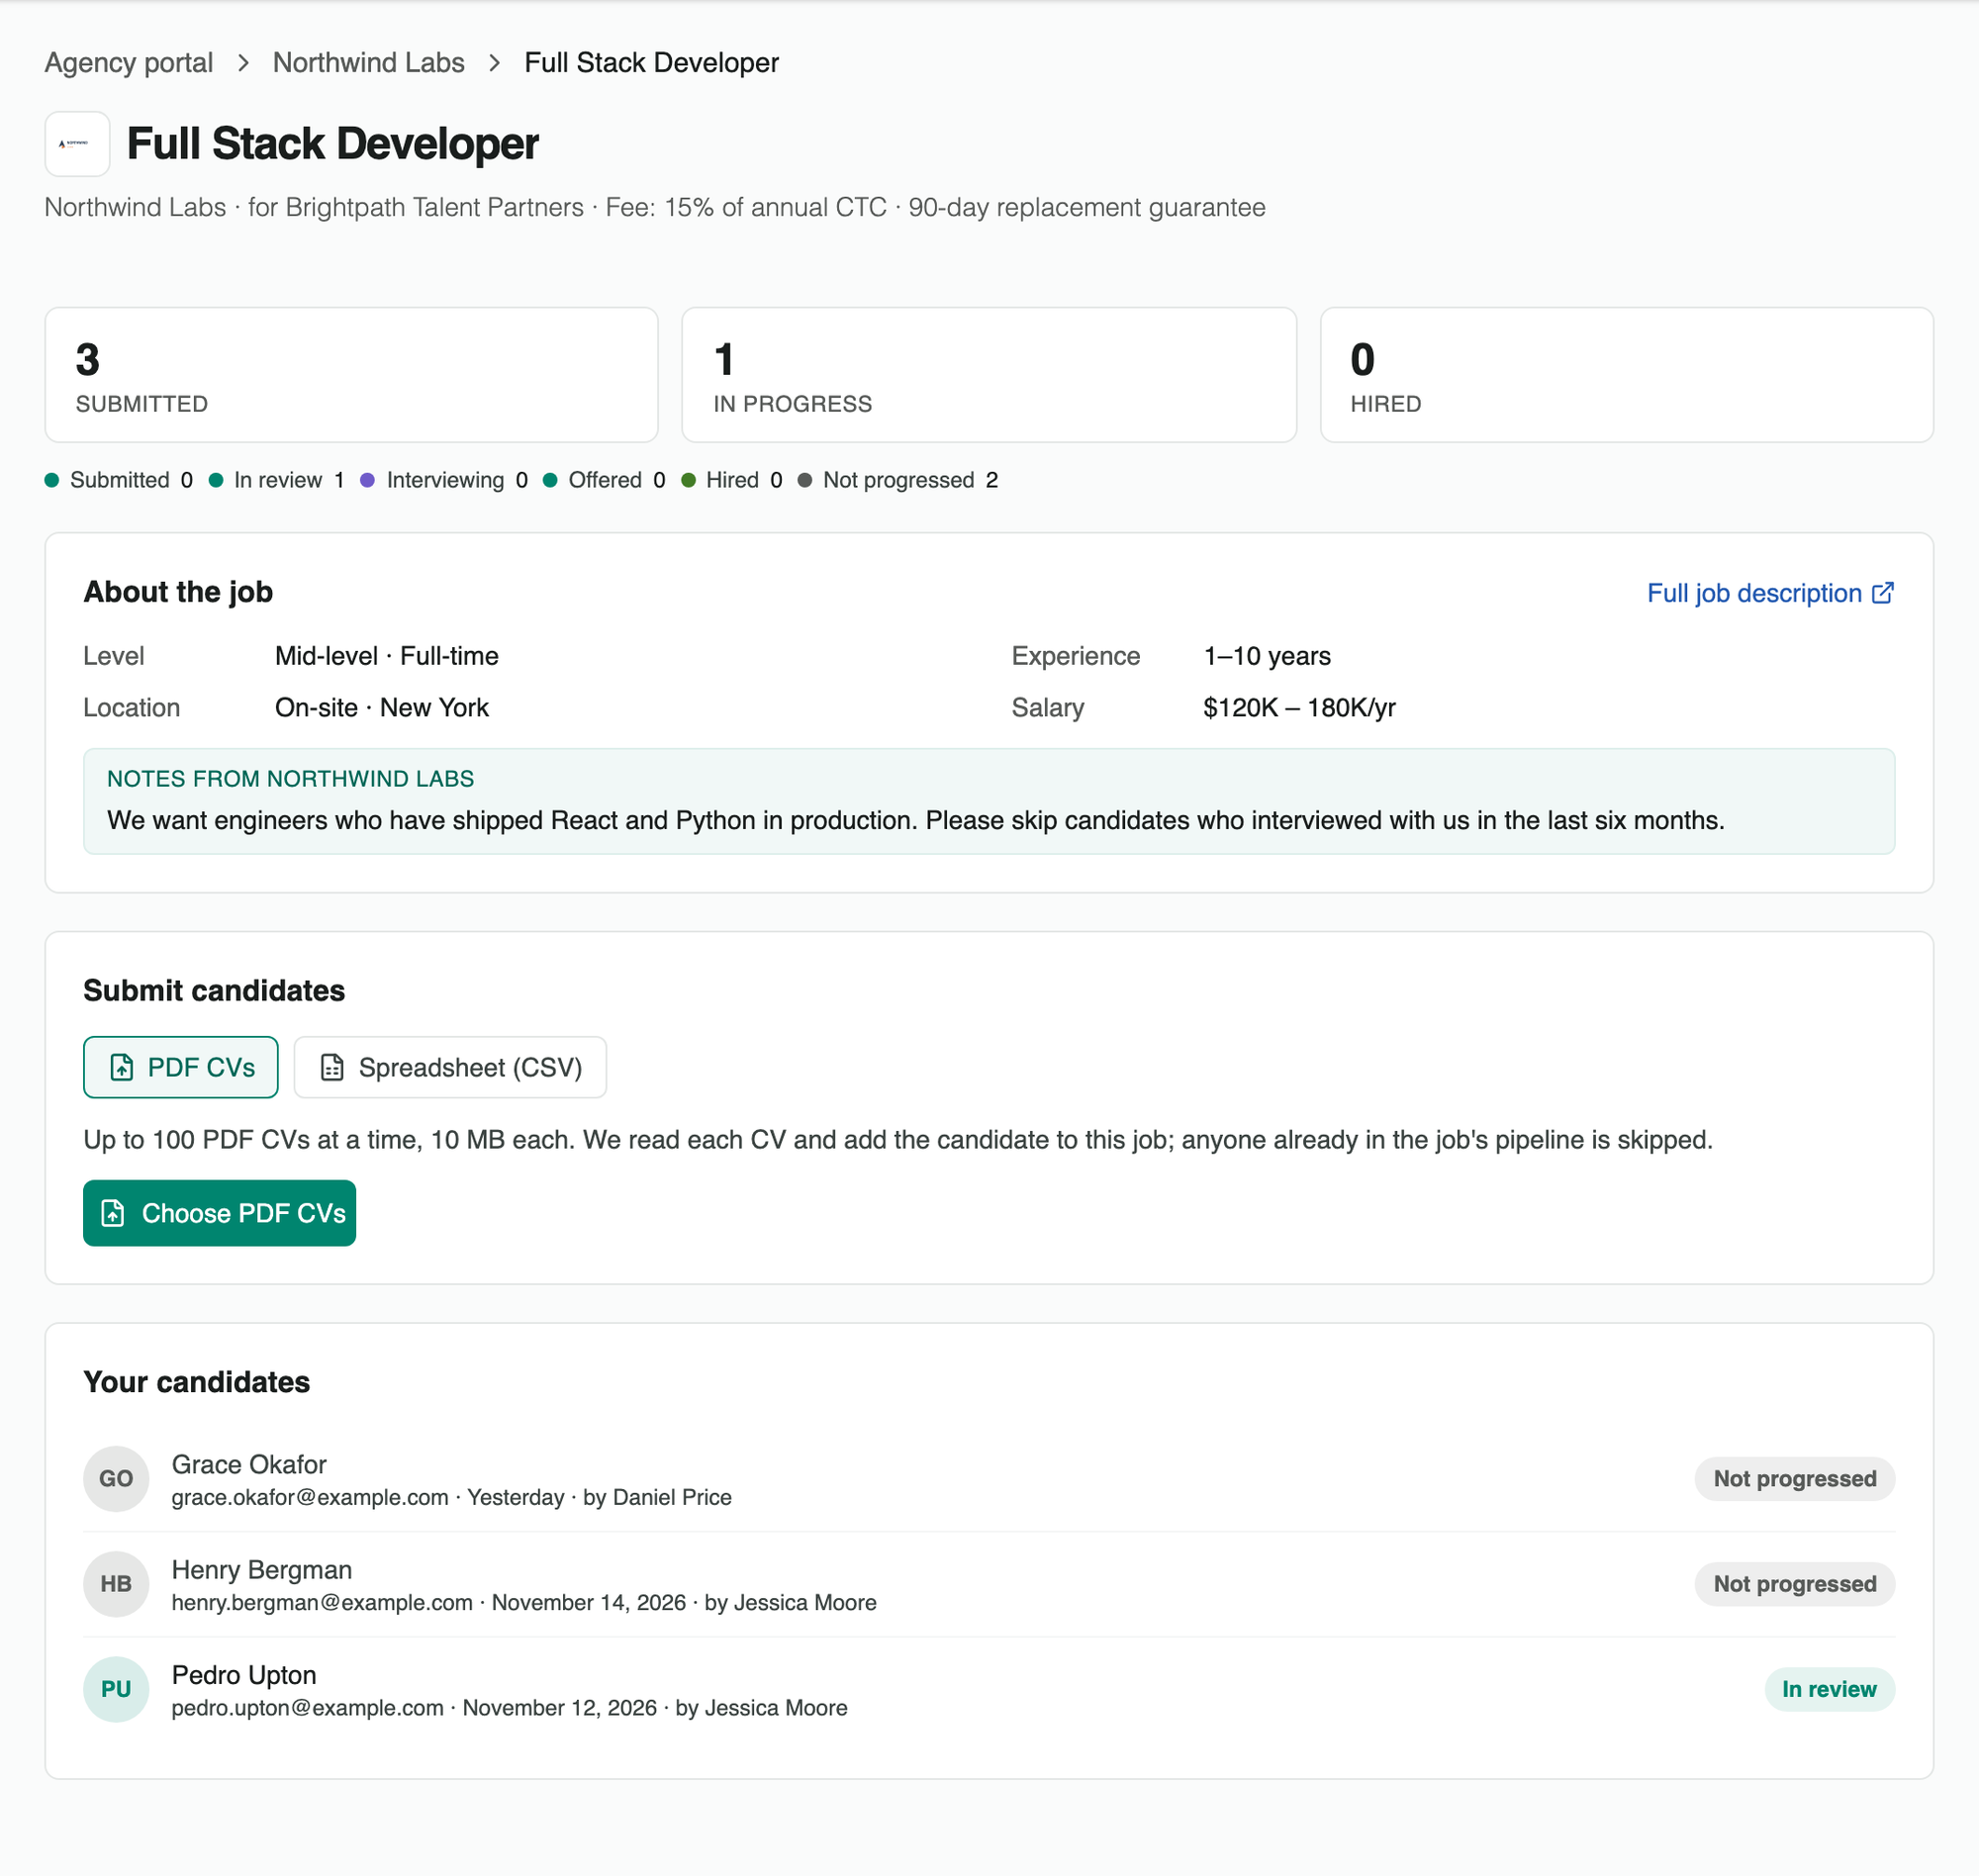 Agency portal > Northwind Labs > Full Stack Developer
Full Stack Developer
Northwind Labs · for Brightpath Talent Partners · Fee: 15% of annual CTC · 90-day replacement guarantee
3
SUBMITTED
1
IN PROGRESS
0
HIRED
Submitted 0 In review 1 Interviewing 0 Offered 0 Hired 0 Not progressed 2
About the job
Full job description
Level Mid-level · Full-time
Experience 1–10 years
Location On-site · New York
Salary $120K – 180K/yr
NOTES FROM NORTHWIND LABS
We want engineers who have shipped React and Python in production. Please skip candidates who interviewed with us in the last six months.
Submit candidates
PDF CVs
Spreadsheet (CSV)
Up to 100 PDF CVs at a time, 10 MB each. We read each CV and add the candidate to this job; anyone already in the job's pipeline is skipped.
Choose PDF CVs
Your candidates
GO
Grace Okafor
grace.okafor@example.com · Yesterday · by Daniel Price
Not progressed
HB
Henry Bergman
henry.bergman@example.com · November 14, 2026 · by Jessica Moore
Not progressed
PU
Pedro Upton
pedro.upton@example.com · November 12, 2026 · by Jessica Moore
In review